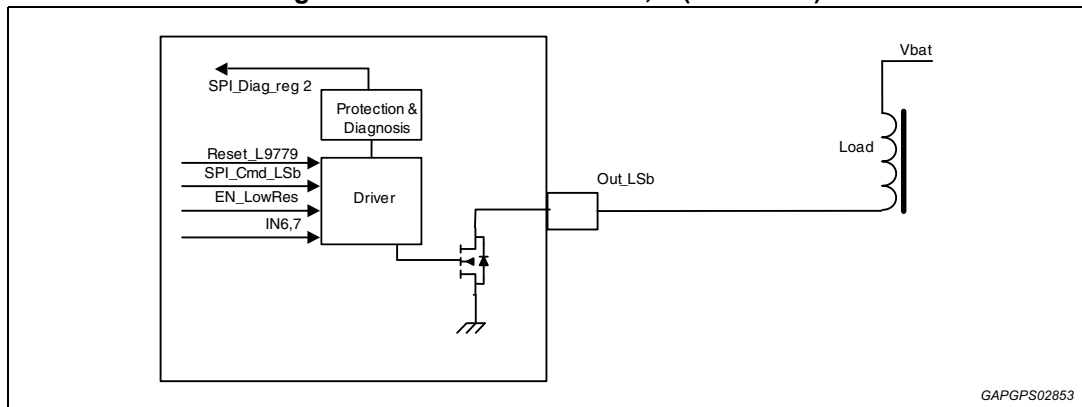 SPI_Diag_reg 2
Protection &
Diagnosis
Reset_L9779
SPI_Cmd_LSb
EN_LowRes
IN6,7
Driver
Out_LSb
Vbat
Load
GAPGPS02853